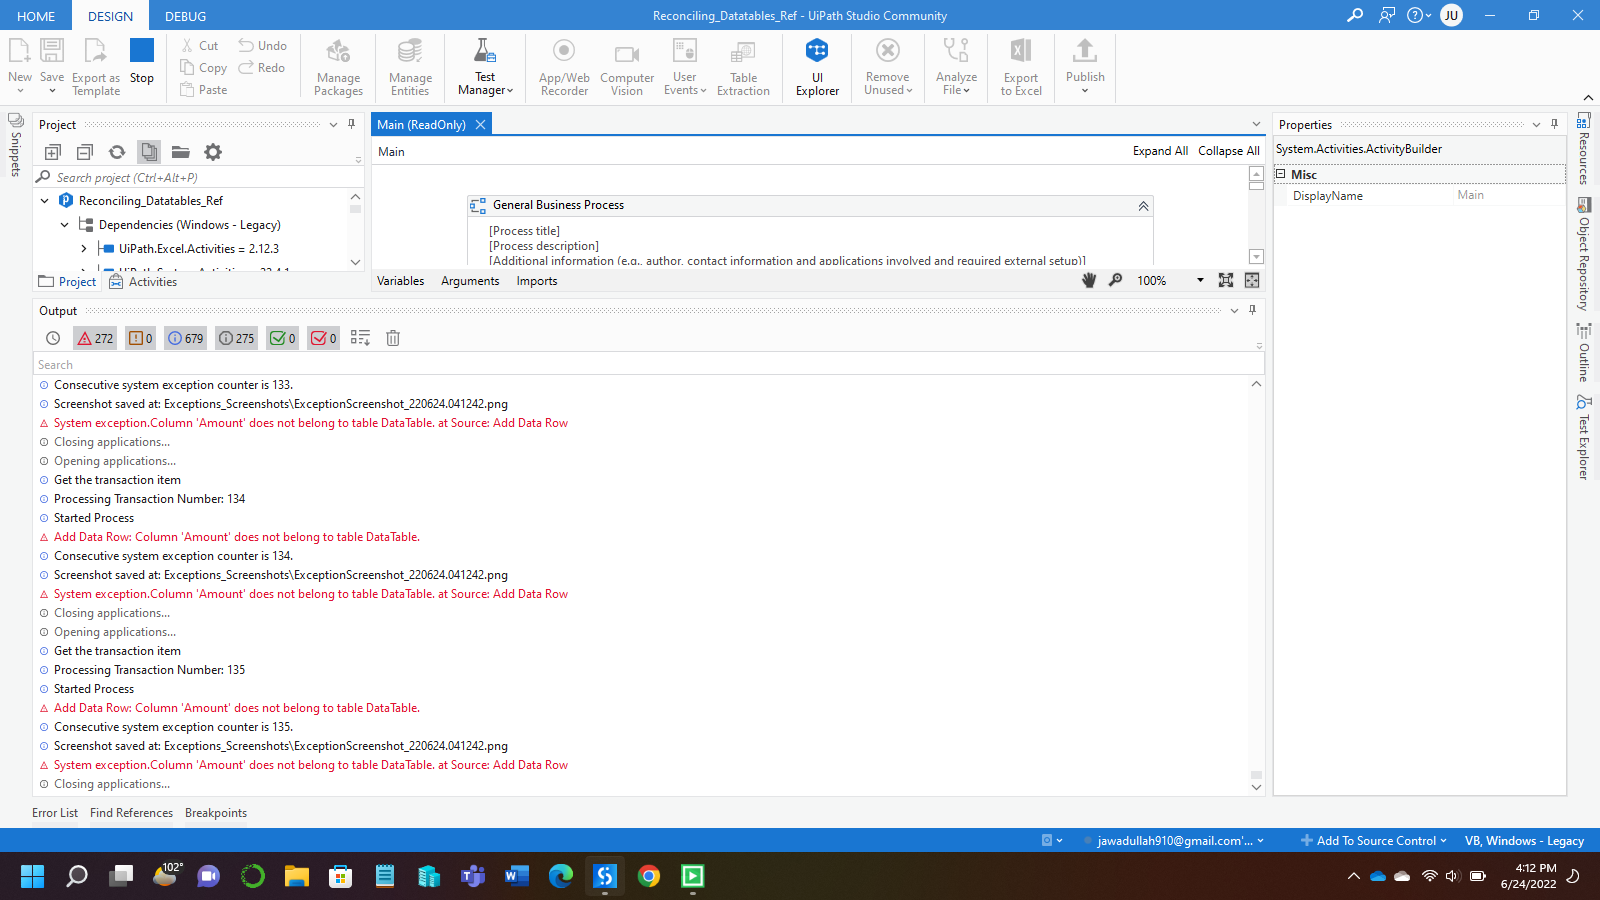 HOME DESIGN DEBUG Reconciling_Datatables_Ref - UiPath Studio Community JU
New Save Export as Template Stop Cut Copy Paste Undo Redo Manage Packages Manage Entities Test Manager App/Web Recorder Computer Vision User Events Table Extraction UI Explorer Remove Unused Analyze File Export to Excel Publish
Snippets
Project
Search project (Ctrl+Alt+P)
Reconciling_Datatables_Ref
Dependencies (Windows - Legacy)
UiPath.Excel.Activities = 2.12.3
Project Activities
Main (ReadOnly)
Main Expand All Collapse All
General Business Process
[Process title]
[Process description]
[Additional information (e.g., author, contact information and applications involved and required external setup)]
Variables Arguments Imports 100%
Properties
System.Activities.ActivityBuilder
Misc
DisplayName Main
Resources
Object Repository
Outline
Test Explorer
Output
272 0 679 275 0 0
Search
Consecutive system exception counter is 133.
Screenshot saved at: Exceptions_Screenshots\ExceptionScreenshot_220624.041242.png
System exception.Column 'Amount' does not belong to table DataTable. at Source: Add Data Row
Closing applications...
Opening applications...
Get the transaction item
Processing Transaction Number: 134
Started Process
Add Data Row: Column 'Amount' does not belong to table DataTable.
Consecutive system exception counter is 134.
Screenshot saved at: Exceptions_Screenshots\ExceptionScreenshot_220624.041242.png
System exception.Column 'Amount' does not belong to table DataTable. at Source: Add Data Row
Closing applications...
Opening applications...
Get the transaction item
Processing Transaction Number: 135
Started Process
Add Data Row: Column 'Amount' does not belong to table DataTable.
Consecutive system exception counter is 135.
Screenshot saved at: Exceptions_Screenshots\ExceptionScreenshot_220624.041242.png
System exception.Column 'Amount' does not belong to table DataTable. at Source: Add Data Row
Closing applications...
Error List Find References Breakpoints
jawadullah910@gmail.com'... Add To Source Control VB, Windows - Legacy
102°
4:12 PM
6/24/2022